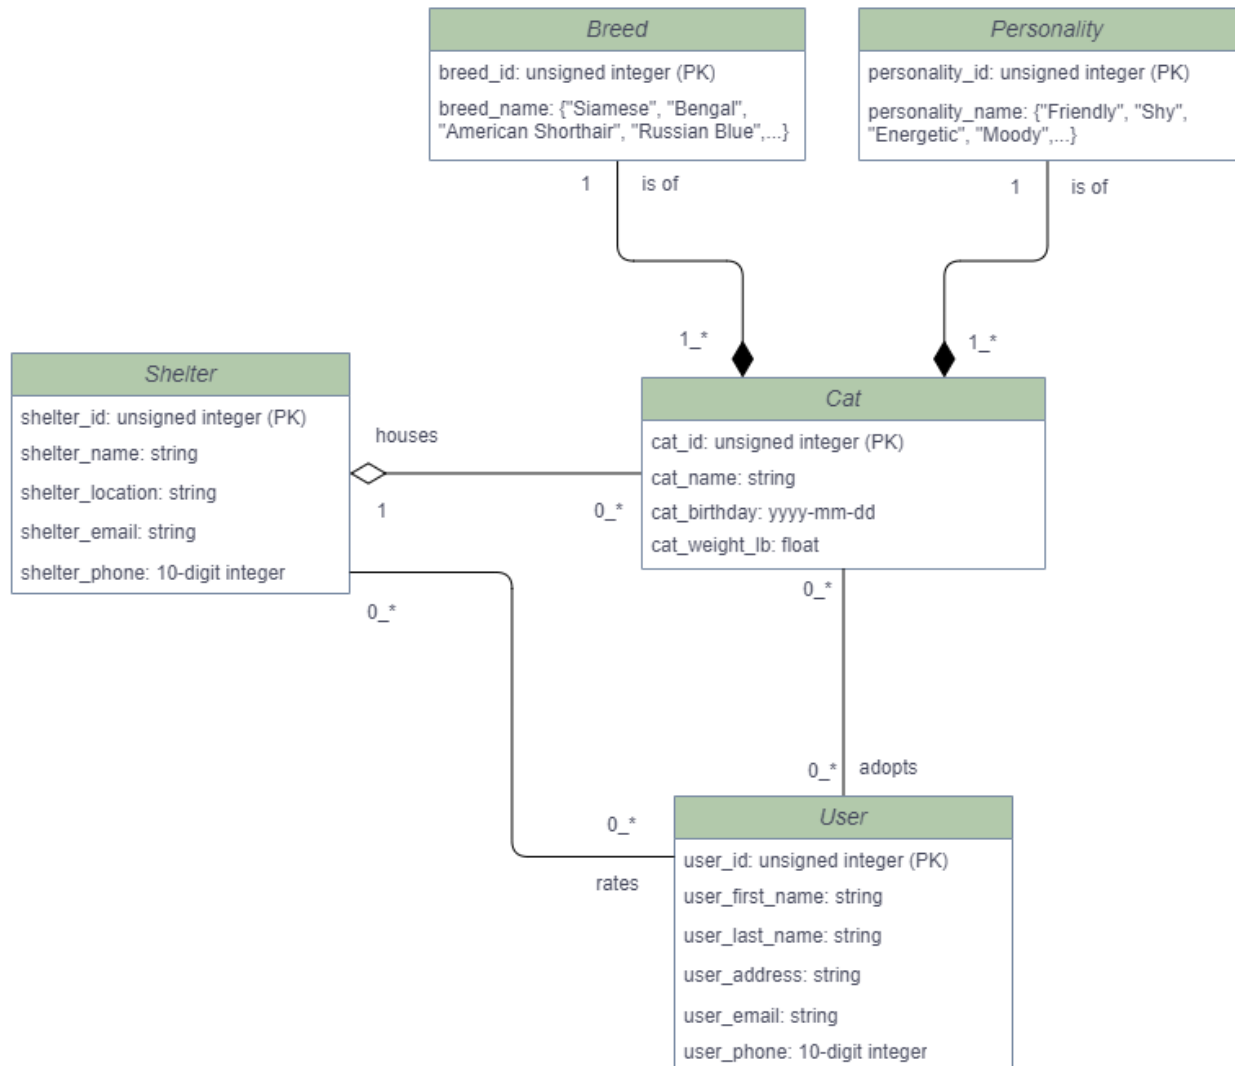 Breed
breed_id: unsigned integer (PK)
breed_name: {"Siamese", "Bengal",
"American Shorthair", "Russian Blue",...}
Personality
personality_id: unsigned integer (PK)
personality_name: {"Friendly", "Shy",
"Energetic", "Moody",...}
1
is of
1
is of
1_*
1_*
Shelter
shelter_id: unsigned integer (PK)
shelter_name: string
shelter_location: string
shelter_email: string
shelter_phone: 10-digit integer
houses
1
0_*
Cat
cat_id: unsigned integer (PK)
cat_name: string
cat_birthday: yyyy-mm-dd
cat_weight_lb: float
0_*
0_*
0_*
adopts
0_*
rates
User
user_id: unsigned integer (PK)
user_first_name: string
user_last_name: string
user_address: string
user_email: string
user_phone: 10-digit integer